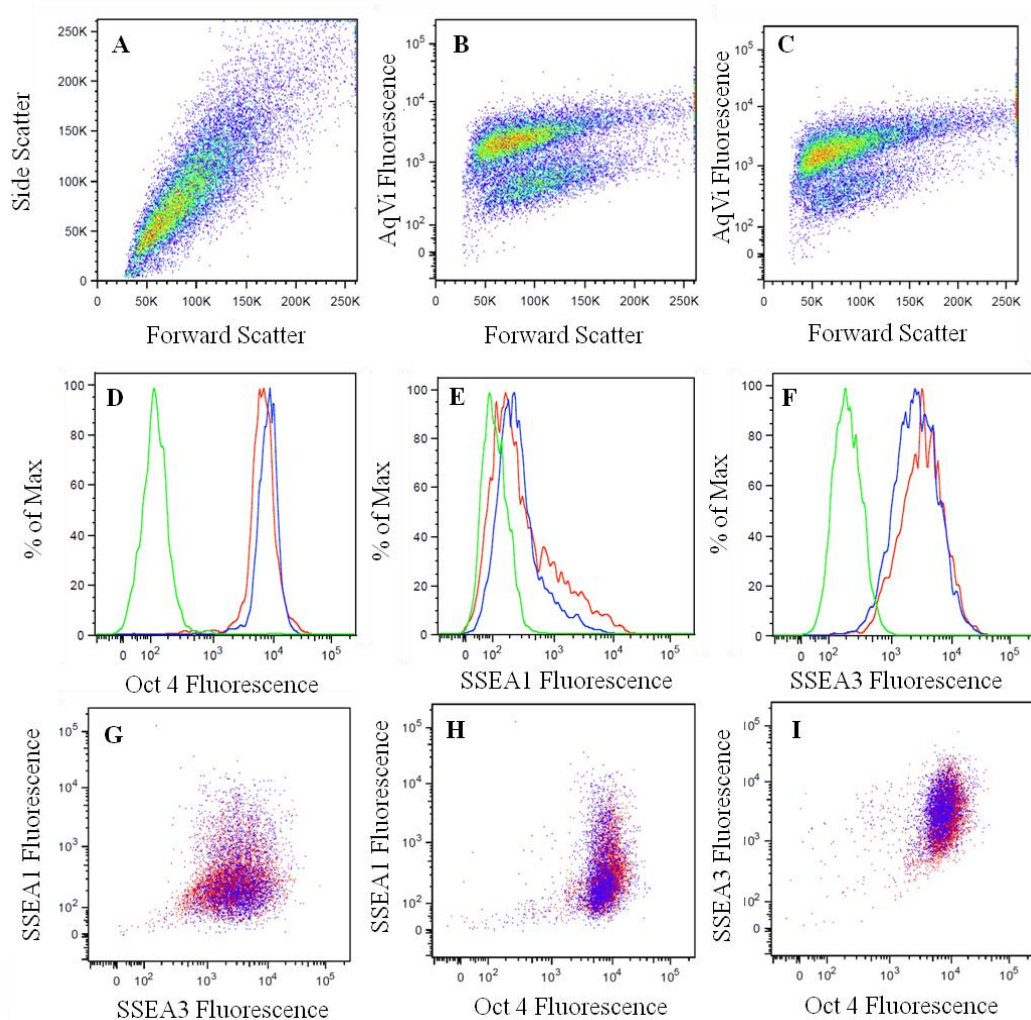 A
Side Scatter
250K
200K
150K
100K
50K
0
0 50K 100K 150K 200K 250K
Forward Scatter
B
AqVi Fluorescence
10^5
10^4
10^3
10^2
0
0 50K 100K 150K 200K 250K
Forward Scatter
C
AqVi Fluorescence
10^5
10^4
10^3
10^2
0
0 50K 100K 150K 200K 250K
Forward Scatter
D
% of Max
100
80
60
40
20
0
0 10^2 10^3 10^4 10^5
Oct 4 Fluorescence
E
% of Max
100
80
60
40
20
0
0 10^2 10^3 10^4 10^5
SSEA1 Fluorescence
F
% of Max
100
80
60
40
20
0
0 10^2 10^3 10^4 10^5
SSEA3 Fluorescence
G
SSEA1 Fluorescence
10^5
10^4
10^3
10^2
0
0 10^2 10^3 10^4 10^5
SSEA3 Fluorescence
H
SSEA1 Fluorescence
10^5
10^4
10^3
10^2
0
0 10^2 10^3 10^4 10^5
Oct 4 Fluorescence
I
SSEA3 Fluorescence
10^5
10^4
10^3
10^2
0
0 10^2 10^3 10^4 10^5
Oct 4 Fluorescence